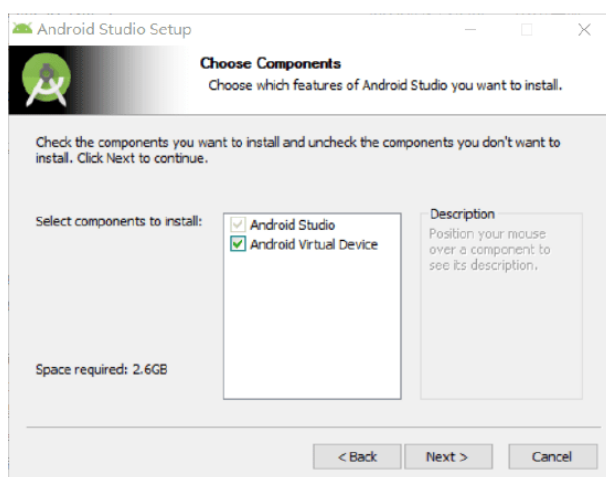 Android Studio Setup
Choose Components
Choose which features of Android Studio you want to install.
Check the components you want to install and uncheck the components you don't want to
install. Click Next to continue.
Select components to install:
Android Studio
Android Virtual Device
Description
Position your mouse
over a component to
see its description.
Space required: 2.6GB
< Back
Next >
Cancel